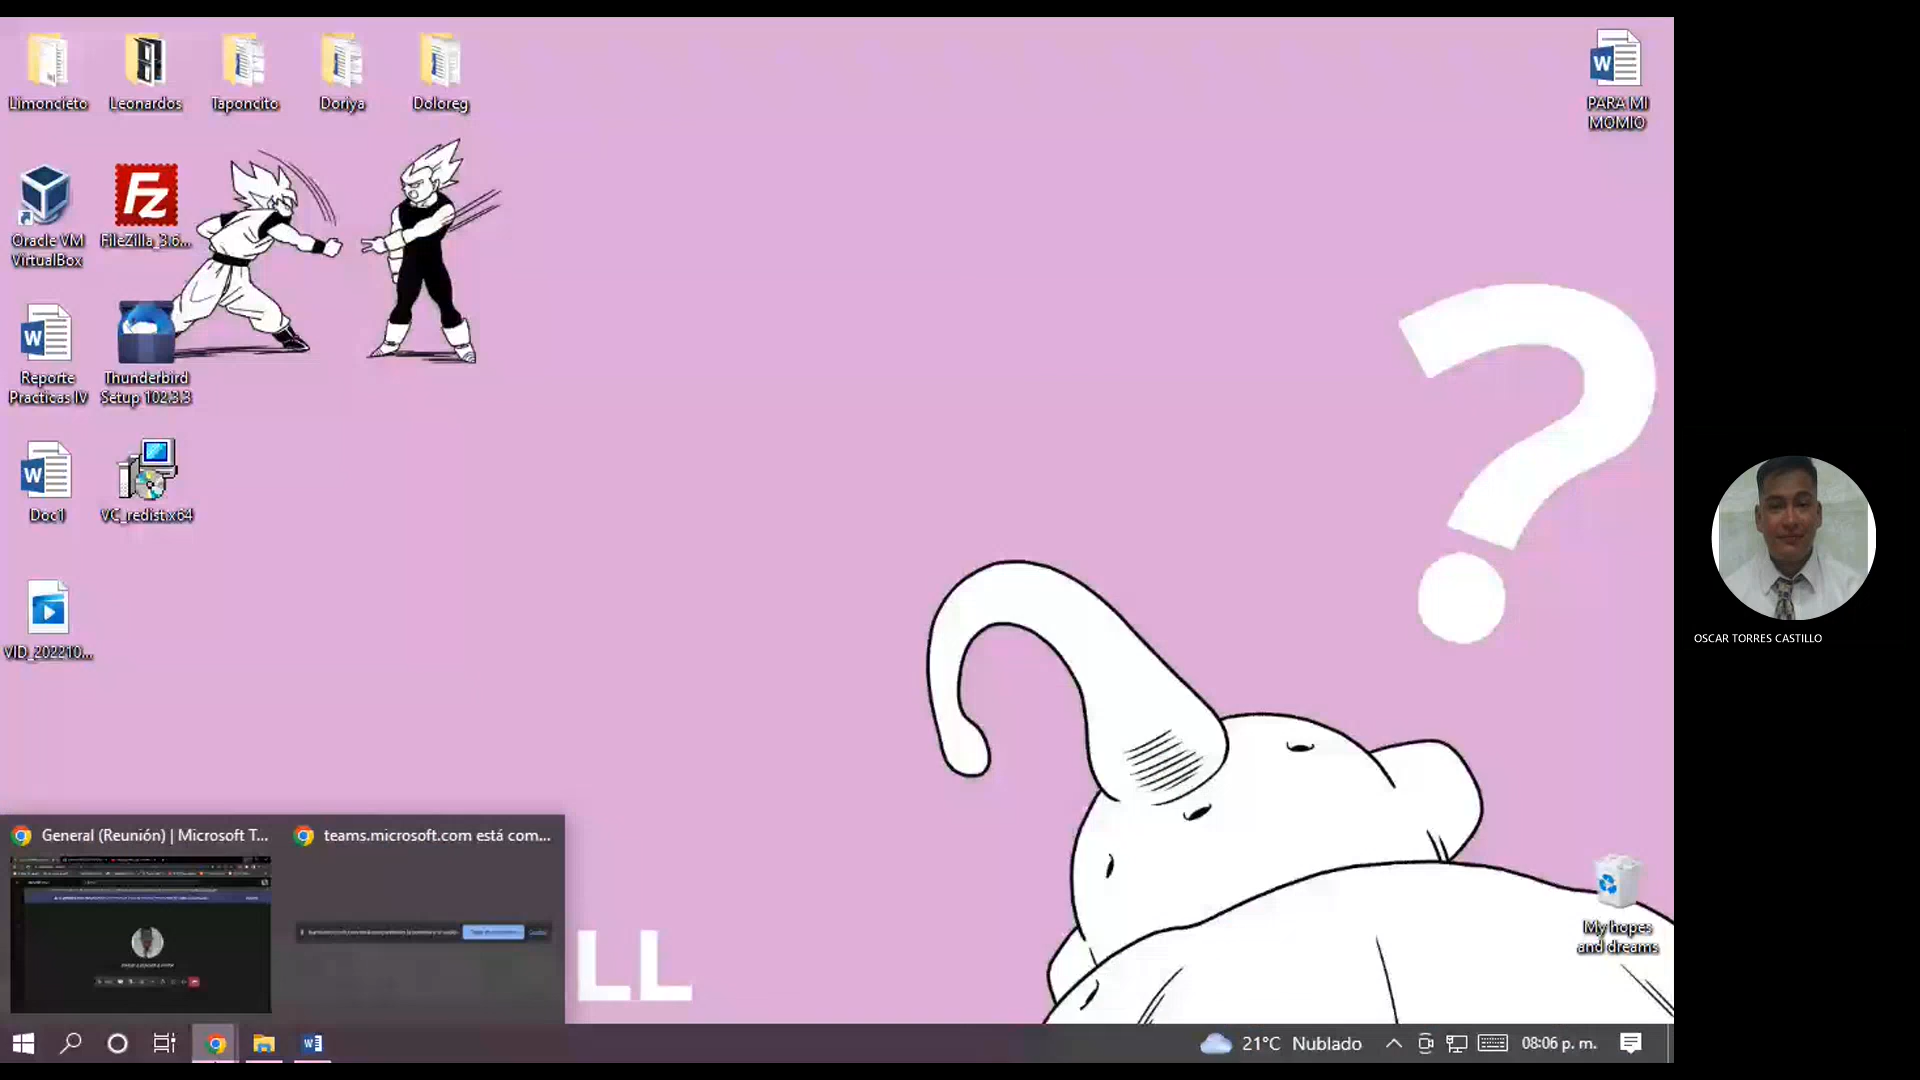 Limoncieto
Leonardos
Taponcito
Doriya
Doloreg
PARA MI
MOMIO
Oracle VM
VirtualBox
FileZilla_3.6...
Reporte
Practicas IV
Thunderbird
Setup 102.3.3
Doc1
VC_redist.x64
VID_202210...
?
OSCAR TORRES CASTILLO
My hopes
and dreams
General (Reunión) | Microsoft T...
teams.microsoft.com está com...
LL
21°C Nublado
08:06 p. m.